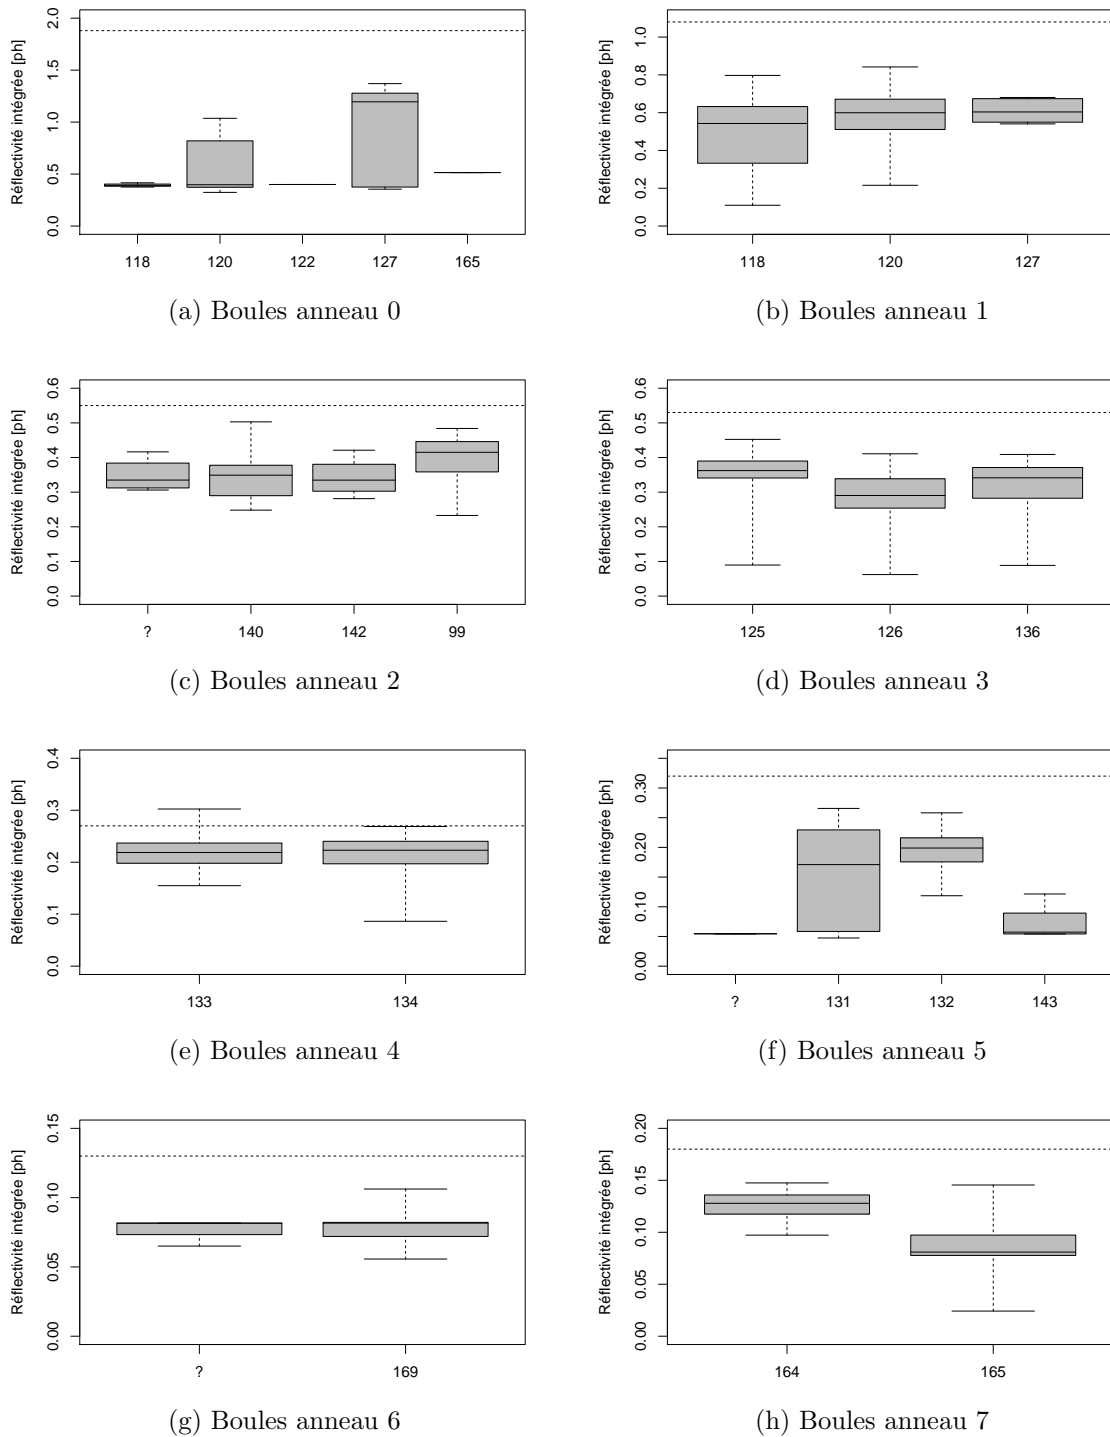 Réflectivité intégrée [ph]
0.0 0.5 1.0 1.5 2.0
118 120 122 127 165
(a) Boules anneau 0
Réflectivité intégrée [ph]
0.0 0.2 0.4 0.6 0.8 1.0
118 120 127
(b) Boules anneau 1
Réflectivité intégrée [ph]
0.0 0.1 0.2 0.3 0.4 0.5 0.6
? 140 142 99
(c) Boules anneau 2
Réflectivité intégrée [ph]
0.0 0.1 0.2 0.3 0.4 0.5 0.6
125 126 136
(d) Boules anneau 3
Réflectivité intégrée [ph]
0.0 0.1 0.2 0.3 0.4
133 134
(e) Boules anneau 4
Réflectivité intégrée [ph]
0.00 0.10 0.20 0.30
? 131 132 143
(f) Boules anneau 5
Réflectivité intégrée [ph]
0.00 0.05 0.10 0.15
? 169
(g) Boules anneau 6
Réflectivité intégrée [ph]
0.00 0.05 0.10 0.15 0.20
164 165
(h) Boules anneau 7